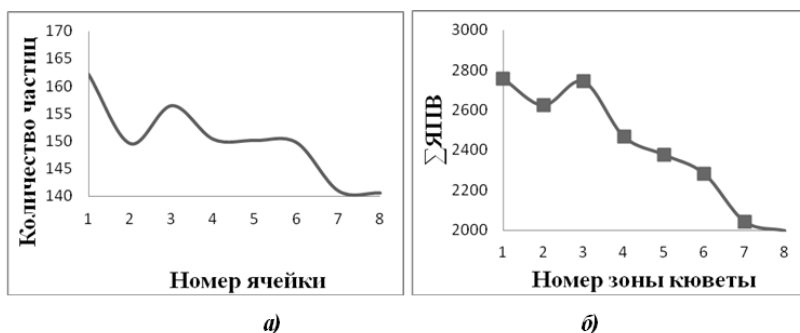 Количество частиц
170
165
160
155
150
145
140
1 2 3 4 5 6 7 8
Номер ячейки
а)
∑ЯПВ
3000
2800
2600
2400
2200
2000
1 2 3 4 5 6 7 8
Номер зоны кюветы
б)